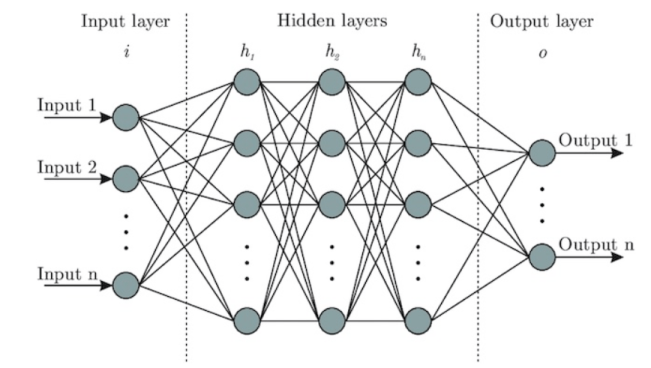 Input layer
Hidden layers
Output layer
i
h₁
h₂
hₙ
o
Input 1
Input 2
Input n
Output 1
Output n